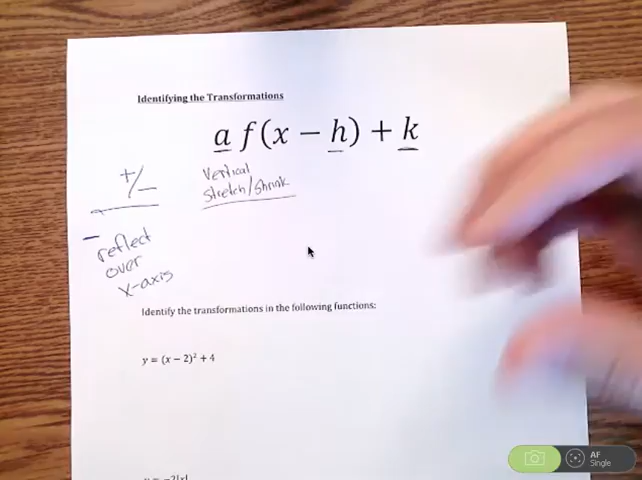 Identifying the Transformations
a f(x − h) + k
+/−
Vertical
Stretch/Shrink
− reflect
over
x-axis
Identify the transformations in the following functions:
y = (x − 2)² + 4
AF
Single